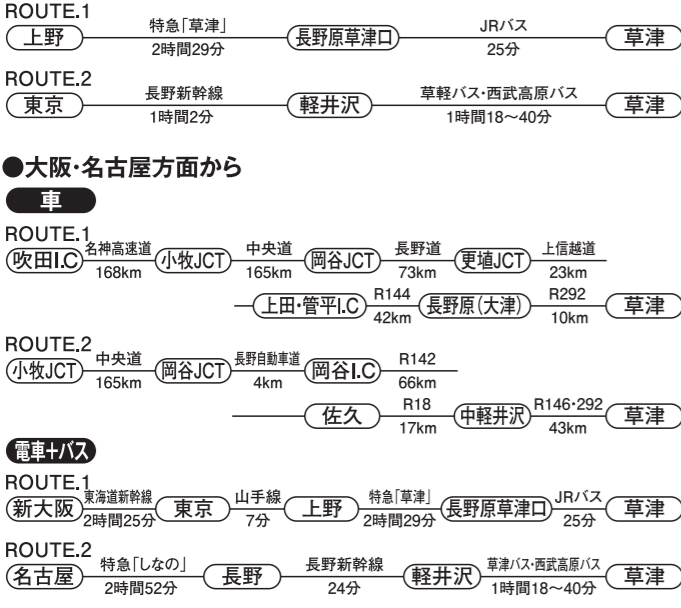 ROUTE.1
上野 特急「草津」 2時間29分 長野原草津口 JRバス 25分 草津
ROUTE.2
東京 長野新幹線 1時間2分 軽井沢 草軽バス・西武高原バス 1時間18〜40分 草津
●大阪・名古屋方面から
車
ROUTE.1
吹田I.C 名神高速道 168km 小牧JCT 中央道 165km 岡谷JCT 長野道 73km 更埴JCT 上信越道 23km
上田・管平I.C R144 42km 長野原(大津) R292 10km 草津
ROUTE.2
小牧JCT 中央道 165km 岡谷JCT 長野自動車道 4km 岡谷I.C R142 66km
佐久 R18 17km 中軽井沢 R146・292 43km 草津
電車+バス
ROUTE.1
新大阪 東海道新幹線 2時間25分 東京 山手線 7分 上野 特急「草津」 2時間29分 長野原草津口 JRバス 25分 草津
ROUTE.2
名古屋 特急「しなの」 2時間52分 長野 長野新幹線 24分 軽井沢 草津バス・西武高原バス 1時間18〜40分 草津